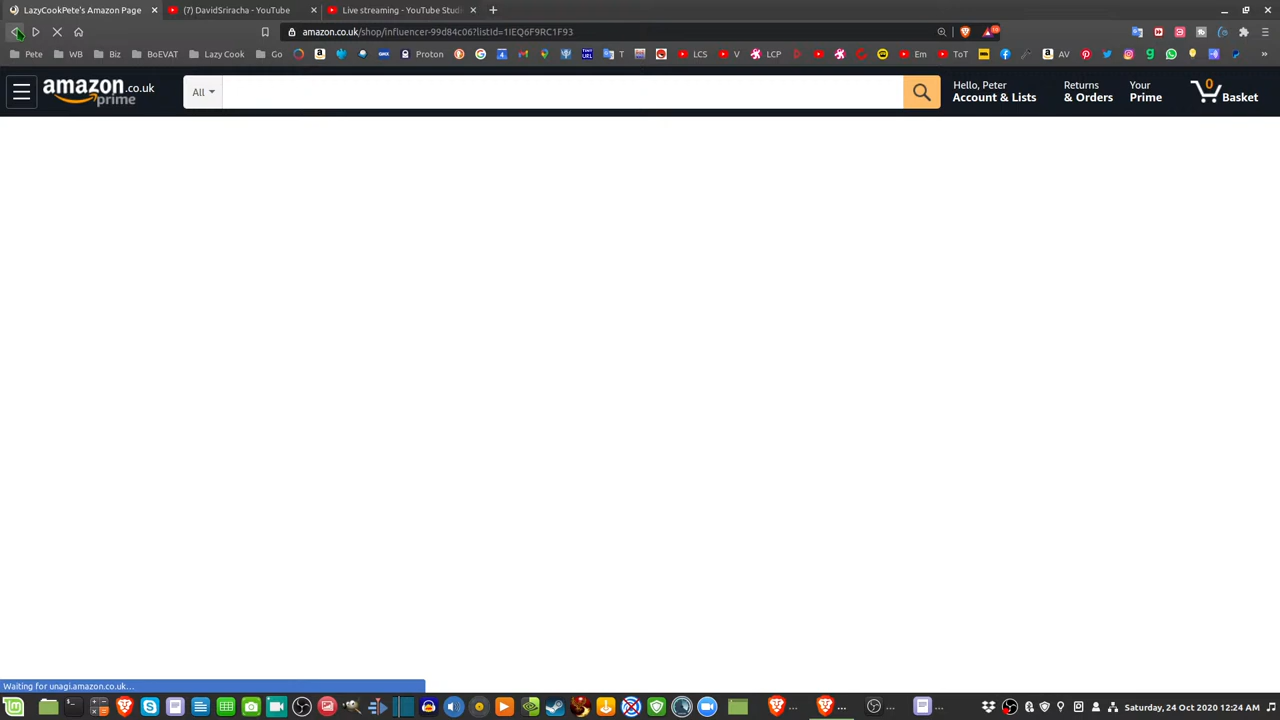 LazyCookPete's Amazon Page
(7) DavidSriracha - YouTube
Live streaming - YouTube Studi
amazon.co.uk/shop/influencer-99d84c06?listId=1IEQ6F9RC1F93
Pete
WB
Biz
BoEVAT
Lazy Cook
Go
Proton
T
LCS
V
LCP
Em
ToT
AV
amazon.co.uk
prime
All
Hello, Peter
Account & Lists
Returns
& Orders
Your
Prime
0
Basket
Waiting for unagi.amazon.co.uk...
Saturday, 24 Oct 2020 12:24 AM